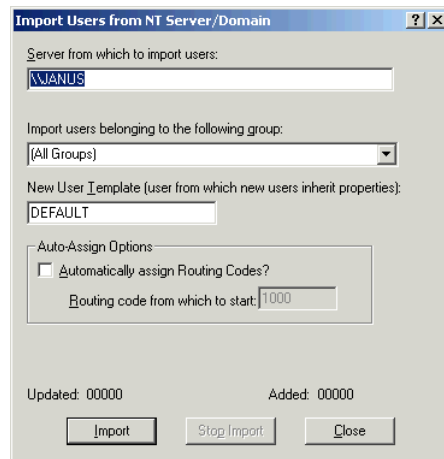 Import Users from NT Server/Domain
Server from which to import users:
\\JANUS
Import users belonging to the following group:
(All Groups)
New User Template (user from which new users inherit properties):
DEFAULT
Auto-Assign Options
Automatically assign Routing Codes?
Routing code from which to start: 1000
Updated: 00000 Added: 00000
Import Stop Import Close